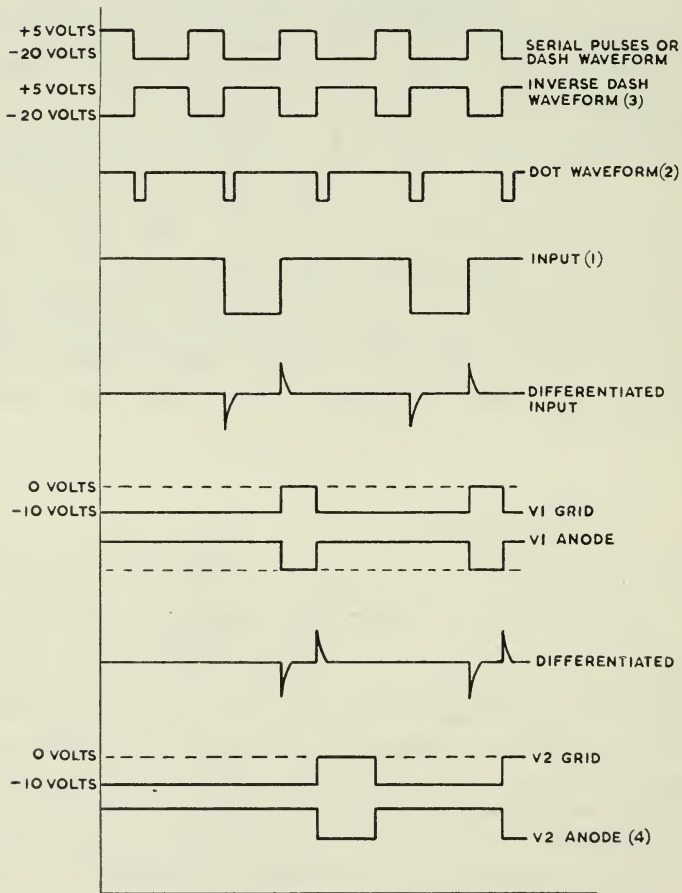 +5 VOLTS
−20 VOLTS
SERIAL PULSES OR
DASH WAVEFORM
+5 VOLTS
−20 VOLTS
INVERSE DASH
WAVEFORM (3)
DOT WAVEFORM (2)
INPUT (1)
DIFFERENTIATED
INPUT
0 VOLTS
−10 VOLTS
V1 GRID
V1 ANODE
DIFFERENTIATED
0 VOLTS
−10 VOLTS
V2 GRID
V2 ANODE (4)